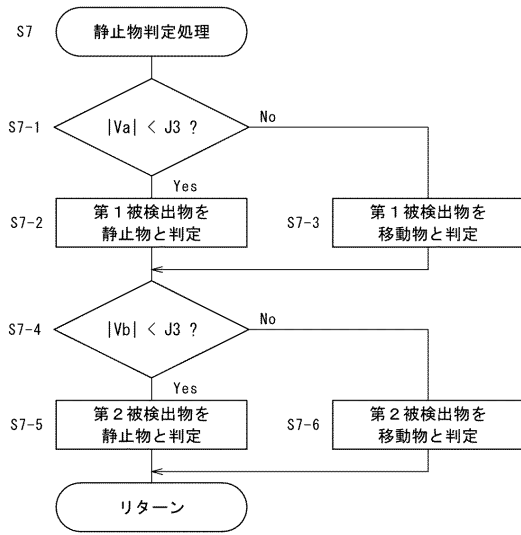 S7
静止物判定処理
S7-1
|Va| < J3 ?
No
Yes
S7-2
第１被検出物を
静止物と判定
S7-3
第１被検出物を
移動物と判定
S7-4
|Vb| < J3 ?
No
Yes
S7-5
第２被検出物を
静止物と判定
S7-6
第２被検出物を
移動物と判定
リターン